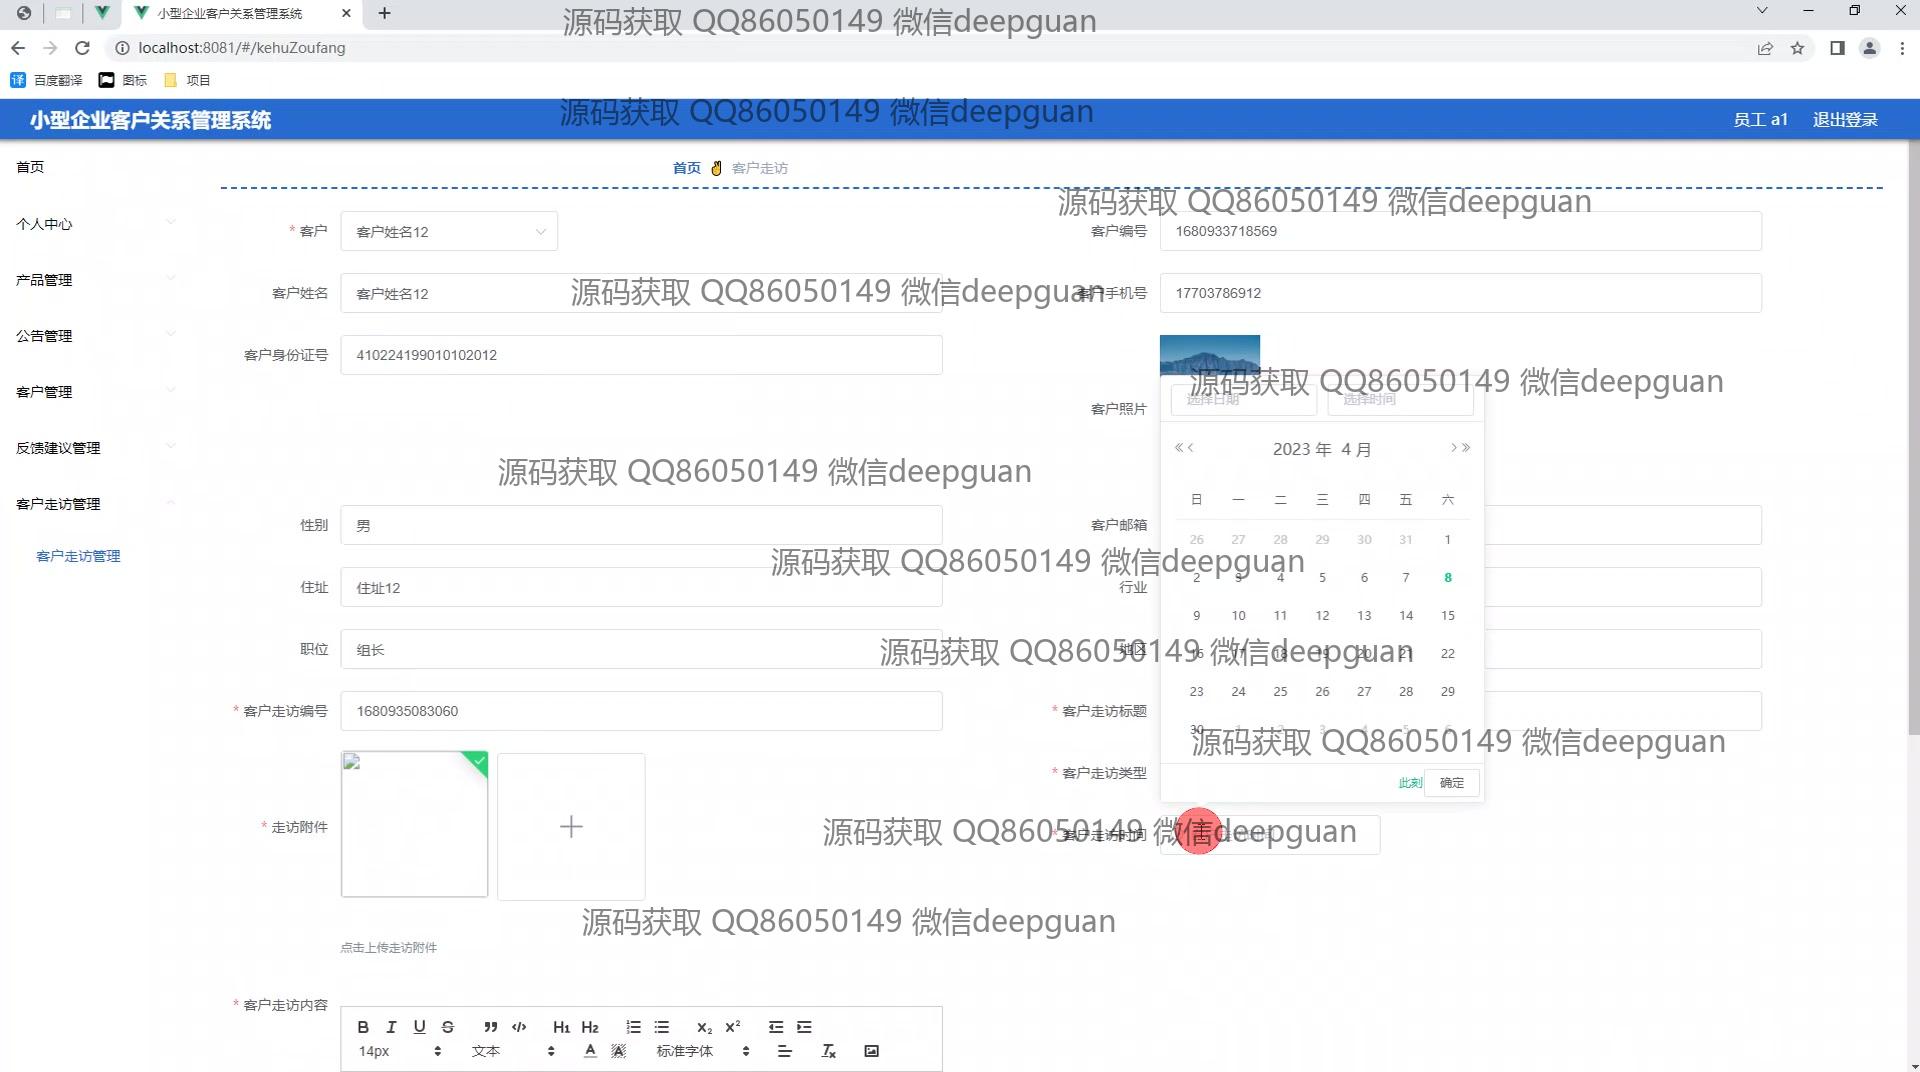 小型企业客户关系管理系统
源码获取 QQ86050149 微信deepguan
localhost:8081/#/kehuZoufang
百度翻译 图标 项目
小型企业客户关系管理系统
源码获取 QQ86050149 微信deepguan
员工 a1 退出登录
首页
首页 客户走访
源码获取 QQ86050149 微信deepguan
个人中心
* 客户 客户姓名12
客户编号 1680933718569
产品管理
客户姓名 客户姓名12
源码获取 QQ86050149 微信deepguan
客户手机号 17703786912
公告管理
客户身份证号 410224199010102012
源码获取 QQ86050149 微信deepguan
客户管理
客户照片
选择日期 选择时间
反馈建议管理
2023 年 4 月
源码获取 QQ86050149 微信deepguan
客户走访管理
日 一 二 三 四 五 六
性别 男
客户邮箱
26 27 28 29 30 31 1
客户走访管理
源码获取 QQ86050149 微信deepguan
2 3 4 5 6 7 8
住址 住址12
行业
9 10 11 12 13 14 15
职位 组长
地区
源码获取 QQ86050149 微信deepguan
16 17 18 19 20 21 22
23 24 25 26 27 28 29
* 客户走访编号 1680935083060
* 客户走访标题
30 1 2 3 4 5 6
源码获取 QQ86050149 微信deepguan
* 客户走访类型
此刻 确定
* 走访附件
* 客户走访时间
源码获取 QQ86050149 微信deepguan
源码获取 QQ86050149 微信deepguan
点击上传走访附件
* 客户走访内容
B I U S H1 H2 X2 X2
14px 文本 A A 标准字体 Tx